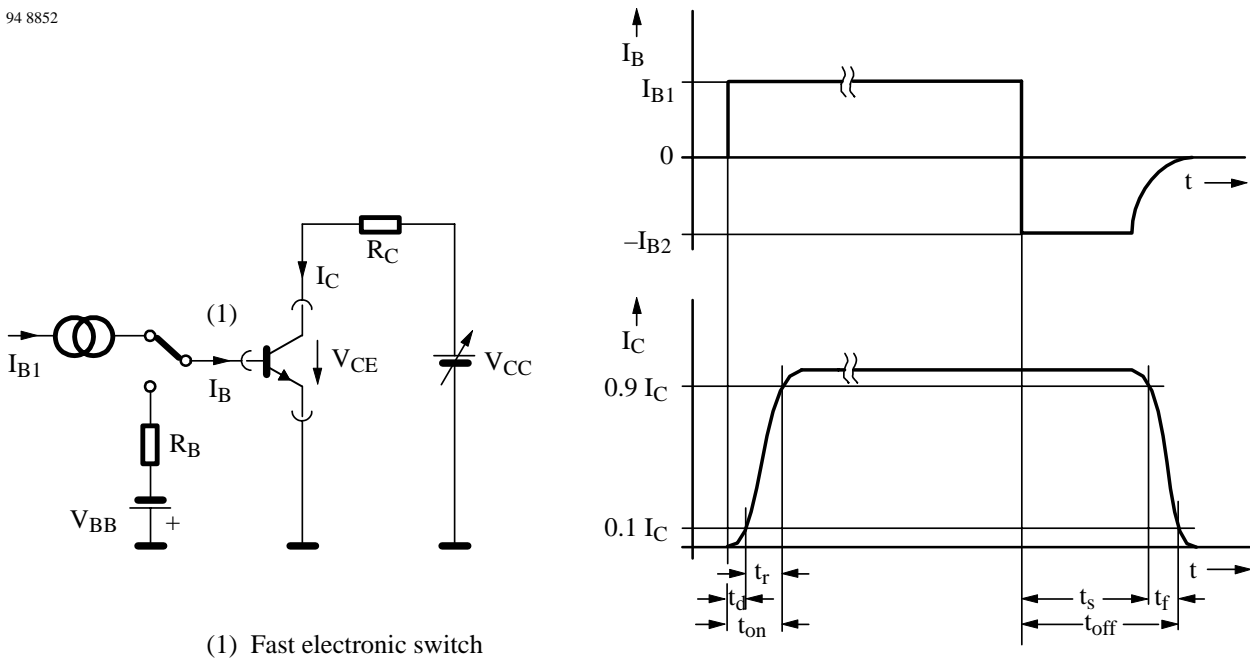 94 8852
I_B
I_B1
0
t
–I_B2
R_C
I_C
(1)
I_B1
I_B
V_CE
V_CC
R_B
V_BB
+
I_C
0.9 I_C
0.1 I_C
t
t_r
t_d
t_on
t_s
t_f
t_off
(1) Fast electronic switch